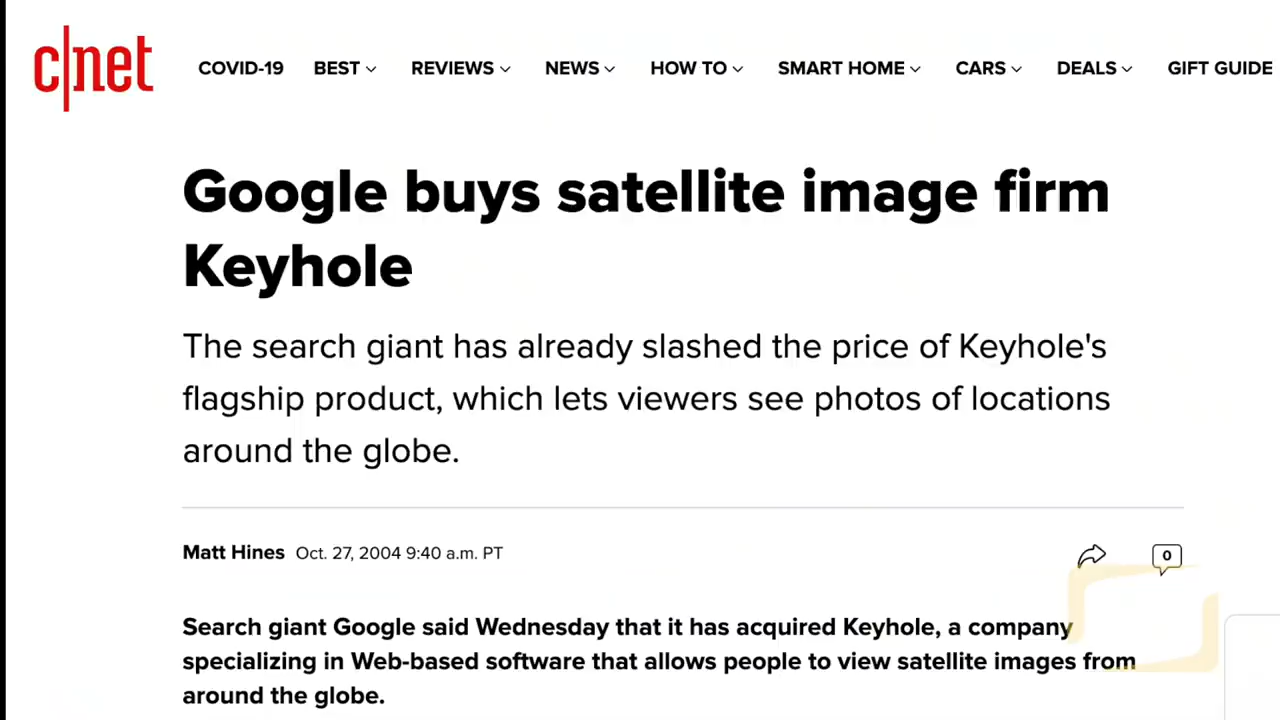 c|net
COVID-19 BEST REVIEWS NEWS HOW TO SMART HOME CARS DEALS GIFT GUIDE
Google buys satellite image firm
Keyhole
The search giant has already slashed the price of Keyhole's
flagship product, which lets viewers see photos of locations
around the globe.
Matt Hines Oct. 27, 2004 9:40 a.m. PT
0
Search giant Google said Wednesday that it has acquired Keyhole, a company
specializing in Web-based software that allows people to view satellite images from
around the globe.